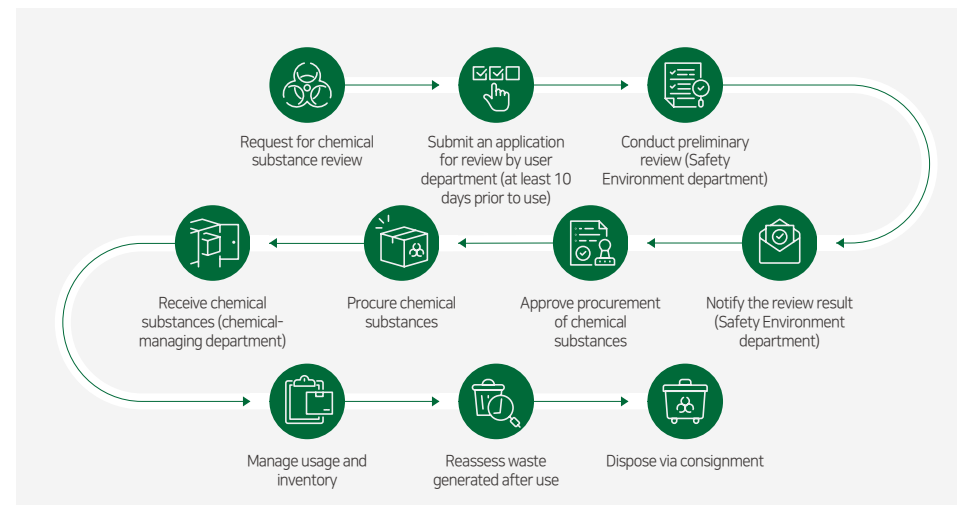 Request for chemical
substance review
Submit an application
for review by user
department (at least 10
days prior to use)
Conduct preliminary
review (Safety
Environment department)
Notify the review result
(Safety Environment
department)
Approve procurement
of chemical
substances
Procure chemical
substances
Receive chemical
substances (chemical-
managing department)
Manage usage and
inventory
Reassess waste
generated after use
Dispose via consignment